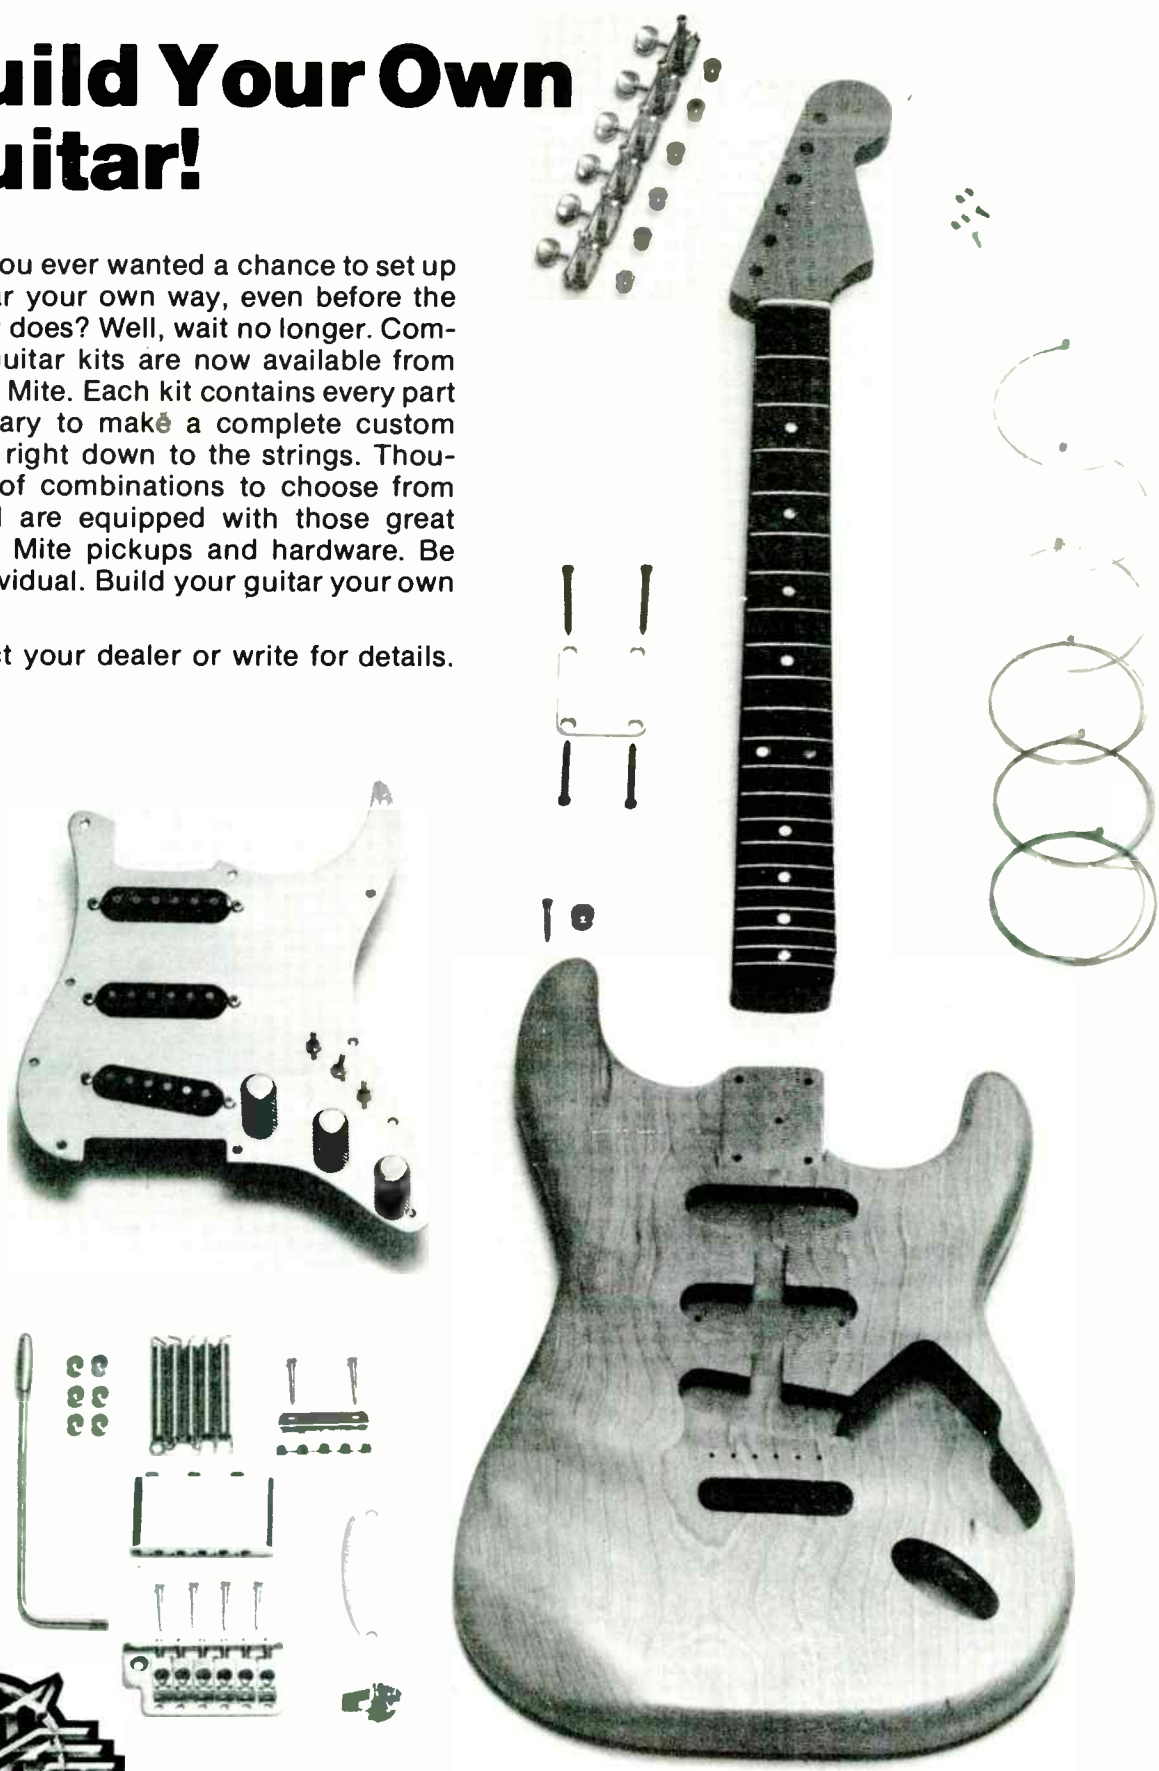 uild Your Own
uitar!
ou ever wanted a chance to set up
r your own way, even before the
does? Well, wait no longer. Com-
uitar kits are now available from
Mite. Each kit contains every part
ary to make a complete custom
right down to the strings. Thou-
of combinations to choose from
l are equipped with those great
Mite pickups and hardware. Be
vidual. Build your guitar your own
t your dealer or write for details.